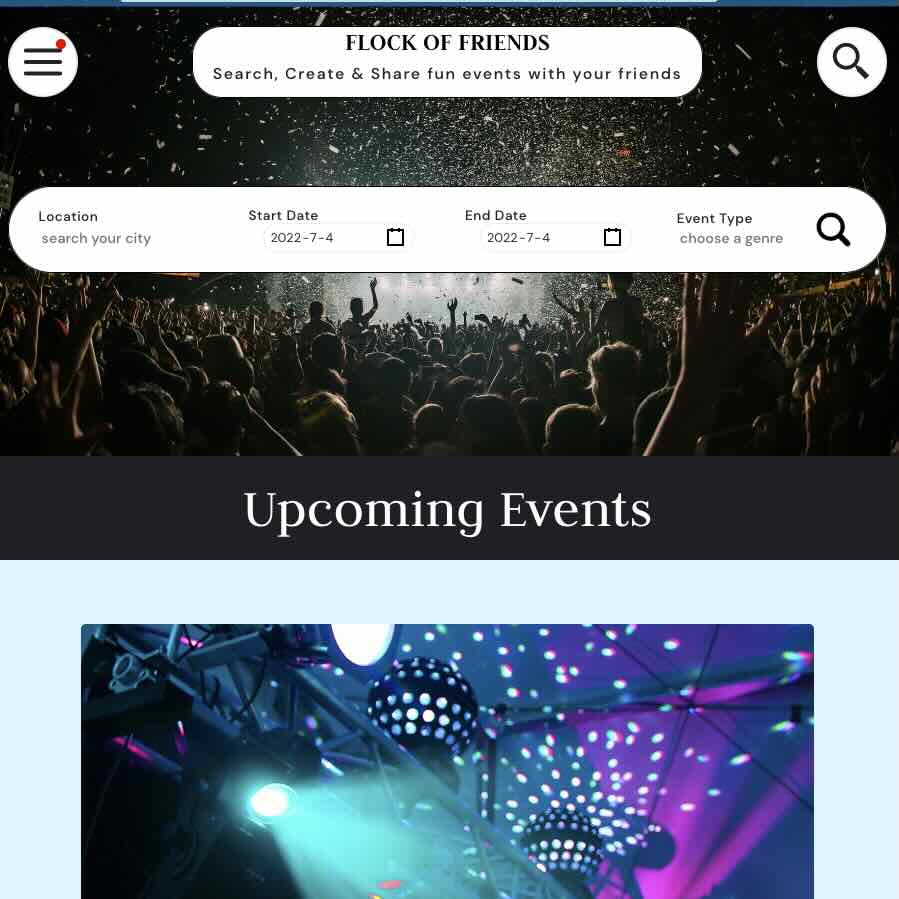 FLOCK OF FRIENDS
Search, Create & Share fun events with your friends
Location
search your city
Start Date
2022-7-4
End Date
2022-7-4
Event Type
choose a genre
Upcoming Events